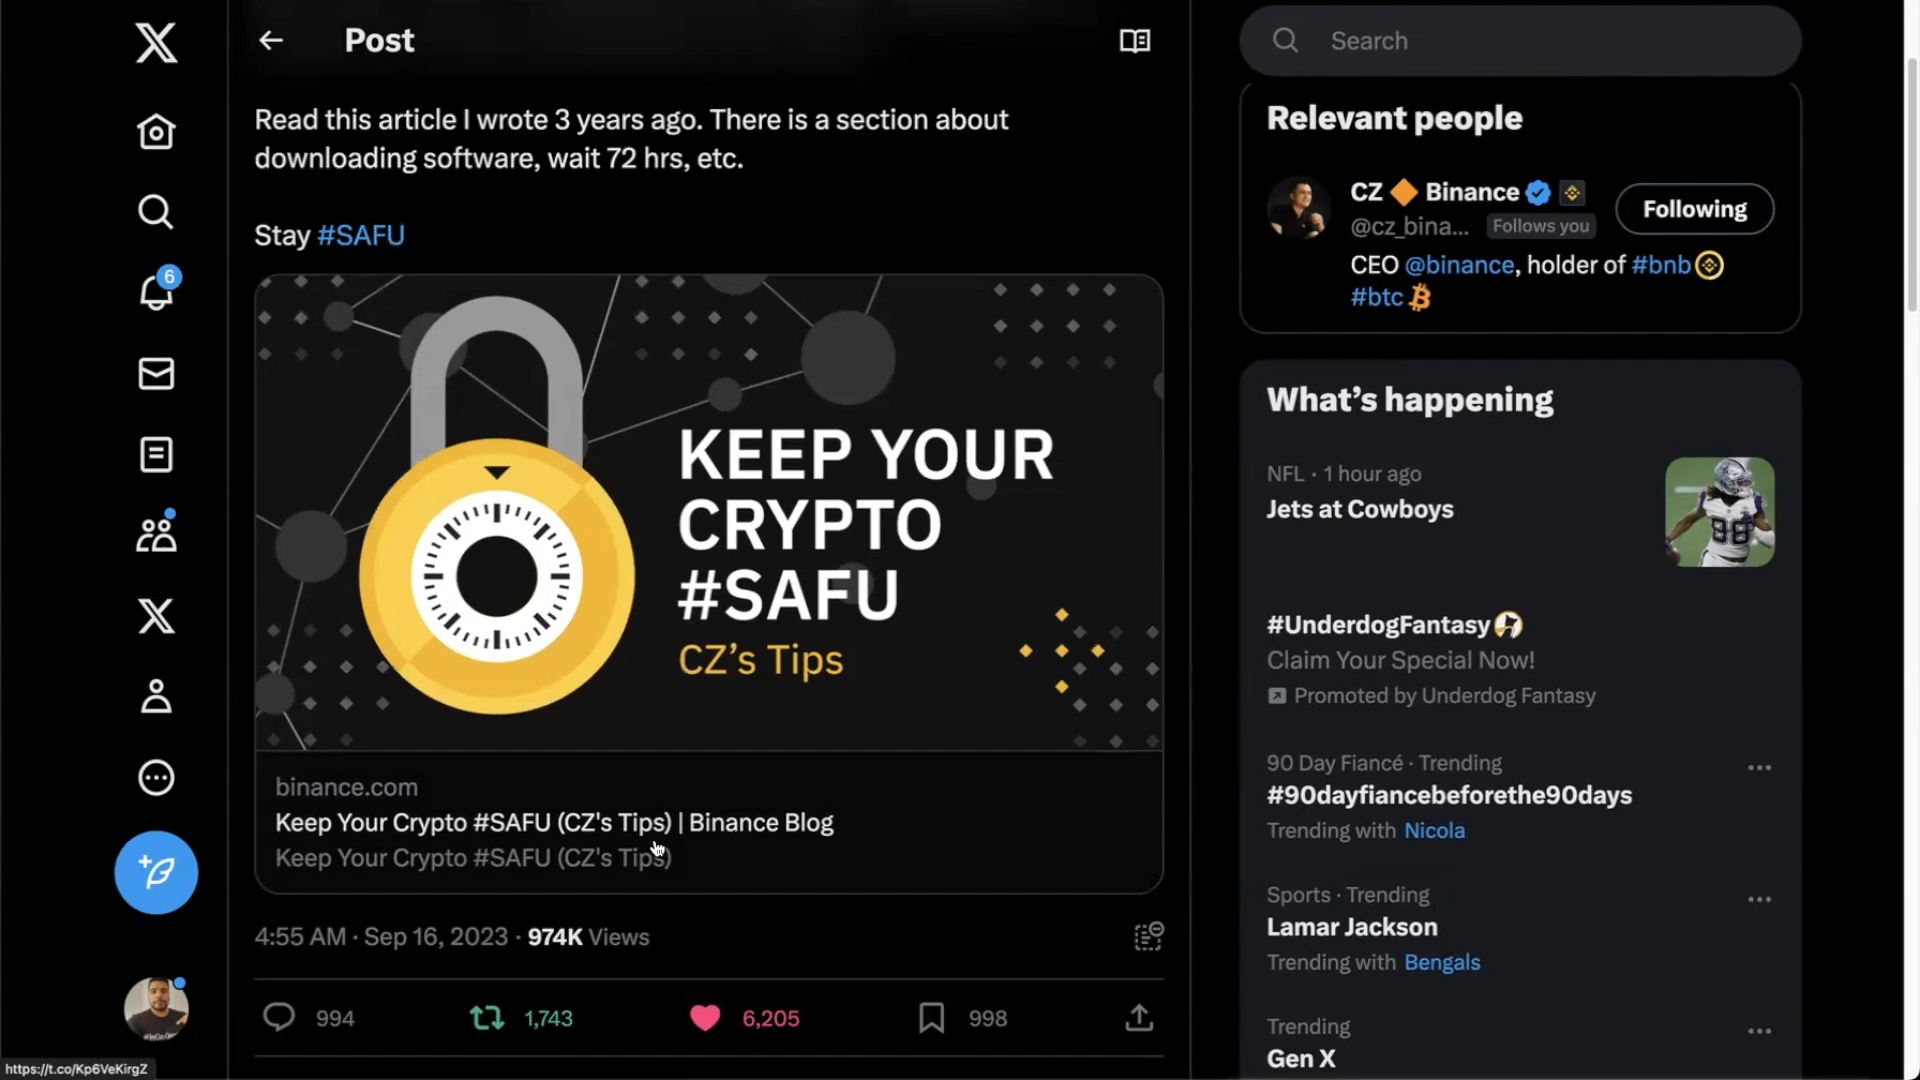 Post
Read this article I wrote 3 years ago. There is a section about
downloading software, wait 72 hrs, etc.
Stay #SAFU
KEEP YOUR
CRYPTO
#SAFU
CZ's Tips
binance.com
Keep Your Crypto #SAFU (CZ's Tips) | Binance Blog
Keep Your Crypto #SAFU (CZ's Tips)
4:55 AM · Sep 16, 2023 · 974K Views
994
1,743
6,205
998
6
https://t.co/Kp6VeKirgZ
Search
Relevant people
CZ 🔶 Binance
@cz_bina... Follows you
Following
CEO @binance, holder of #bnb
#btc
What's happening
NFL · 1 hour ago
Jets at Cowboys
88
#UnderdogFantasy
Claim Your Special Now!
Promoted by Underdog Fantasy
90 Day Fiancé · Trending
#90dayfiancebeforethe90days
Trending with Nicola
Sports · Trending
Lamar Jackson
Trending with Bengals
Trending
Gen X